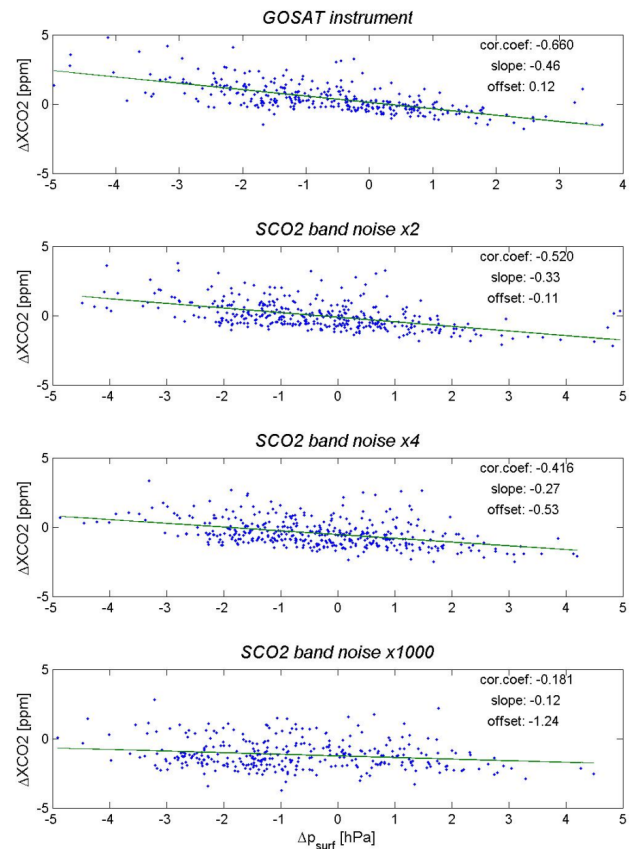 GOSAT instrument
cor.coef: -0.660
slope: -0.46
offset: 0.12
ΔXCO2 [ppm]
5
0
-5
-5 -4 -3 -2 -1 0 1 2 3 4
SCO2 band noise x2
cor.coef: -0.520
slope: -0.33
offset: -0.11
ΔXCO2 [ppm]
5
0
-5
-5 -4 -3 -2 -1 0 1 2 3 4 5
SCO2 band noise x4
cor.coef: -0.416
slope: -0.27
offset: -0.53
ΔXCO2 [ppm]
5
0
-5
-5 -4 -3 -2 -1 0 1 2 3 4 5
SCO2 band noise x1000
cor.coef: -0.181
slope: -0.12
offset: -1.24
ΔXCO2 [ppm]
5
0
-5
-5 -4 -3 -2 -1 0 1 2 3 4 5
Δp_surf [hPa]